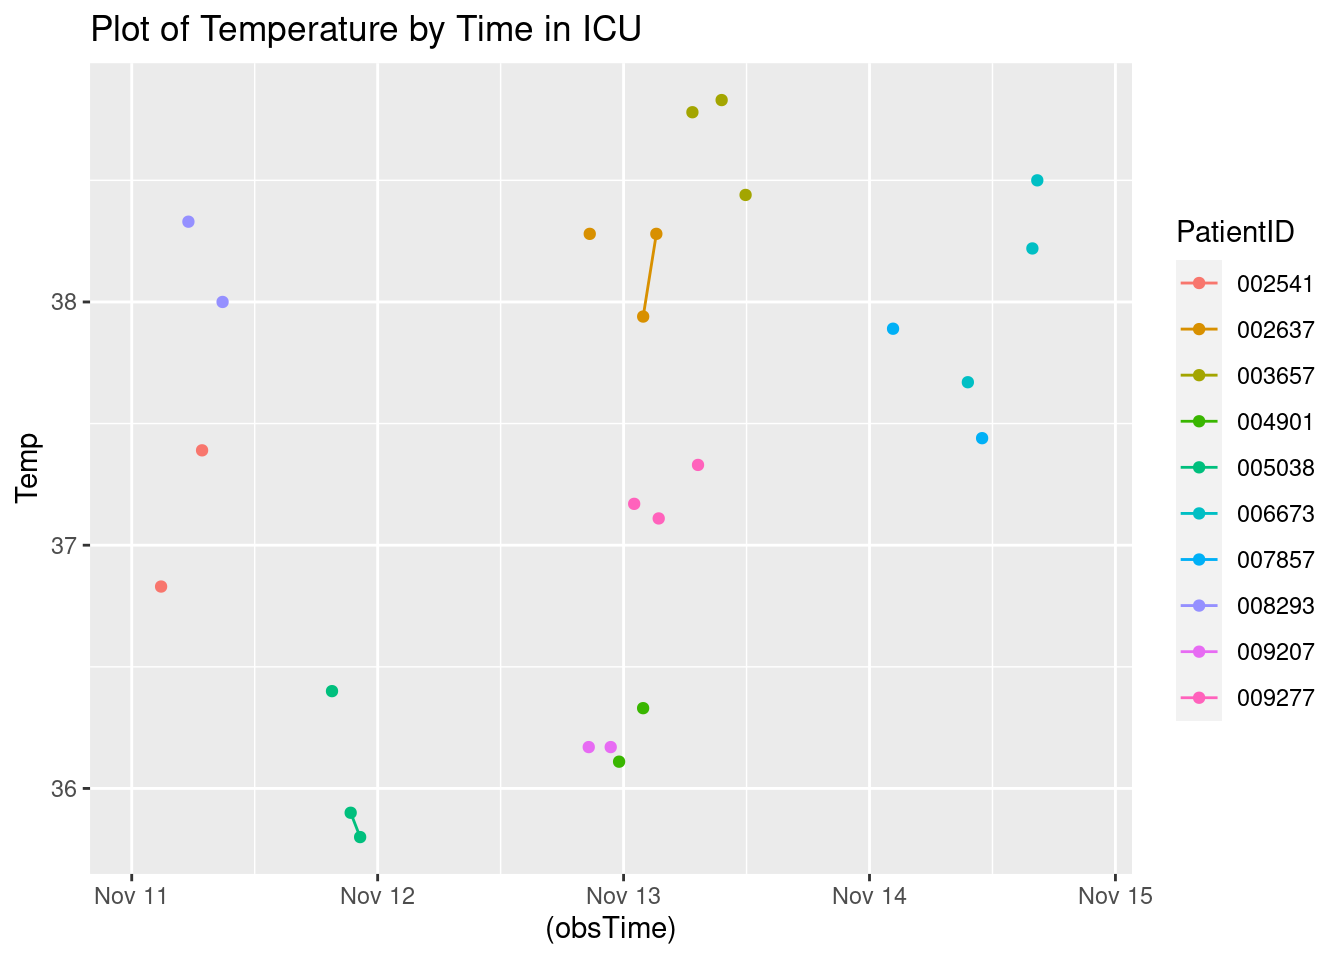 Plot of Temperature by Time in ICU
Temp
38
37
36
Nov 11
Nov 12
Nov 13
Nov 14
Nov 15
(obsTime)
PatientID
002541
002637
003657
004901
005038
006673
007857
008293
009207
009277